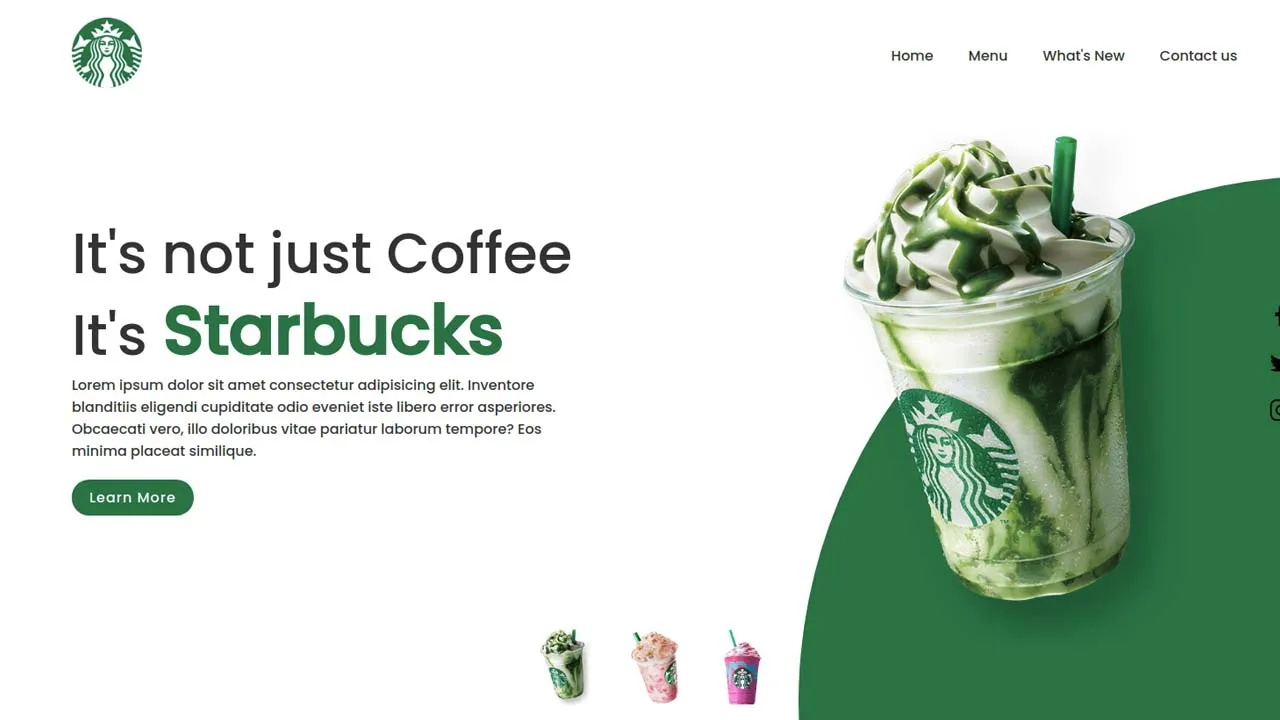 Home
Menu
What's New
Contact us
It's not just Coffee
It's Starbucks
Lorem ipsum dolor sit amet consectetur adipisicing elit. Inventore
blanditiis eligendi cupiditate odio eveniet iste libero error asperiores.
Obcaecati vero, illo doloribus vitae pariatur laborum tempore? Eos
minima placeat similique.
Learn More
TM